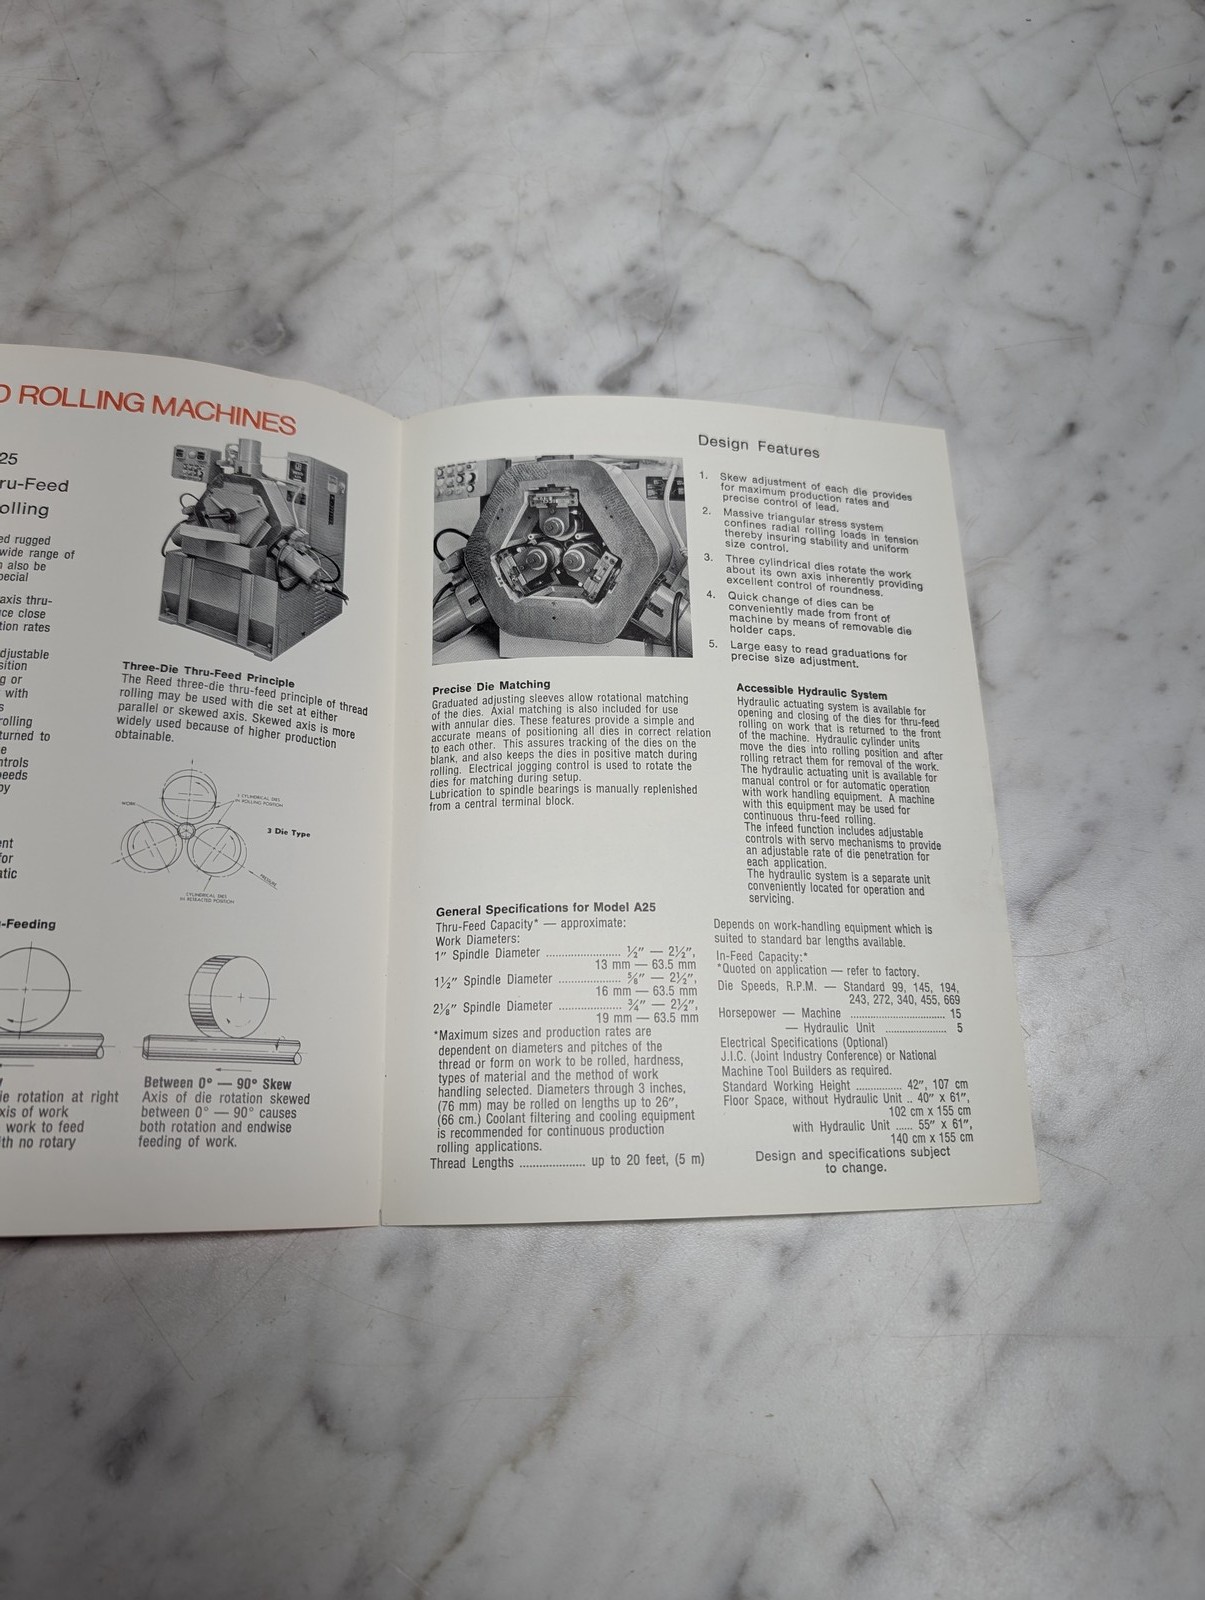 ROLLING MACHINES
25
ru-Feed
olling
ed rugged
wide range of
also be
pecial
axis thru-
ce close
tion rates
djustable
sition
g or
with
s
rolling
turned to
e
ntrols
peeds
by
ent
for
atic
Three-Die Thru-Feed Principle
The Reed three-die thru-feed principle of thread
rolling may be used with die set at either
parallel or skewed axis. Skewed axis is more
widely used because of higher production
obtainable.
WORK
3 CYLINDRICAL DIES
IN ROLLING POSITION
3 Die Type
PRESSURE
CYLINDRICAL DIES
IN RETRACTED POSITION
-Feeding
ie rotation at right
xis of work
work to feed
ith no rotary
Between 0° — 90° Skew
Axis of die rotation skewed
between 0° — 90° causes
both rotation and endwise
feeding of work.
Precise Die Matching
Graduated adjusting sleeves allow rotational matching
of the dies. Axial matching is also included for use
with annular dies. These features provide a simple and
accurate means of positioning all dies in correct relation
to each other. This assures tracking of the dies on the
blank, and also keeps the dies in positive match during
rolling. Electrical jogging control is used to rotate the
dies for matching during setup.
Lubrication to spindle bearings is manually replenished
from a central terminal block.
Design Features
1. Skew adjustment of each die provides
for maximum production rates and
precise control of lead.
2. Massive triangular stress system
confines radial rolling loads in tension
thereby insuring stability and uniform
size control.
3. Three cylindrical dies rotate the work
about its own axis inherently providing
excellent control of roundness.
4. Quick change of dies can be
conveniently made from front of
machine by means of removable die
holder caps.
5. Large easy to read graduations for
precise size adjustment.
Accessible Hydraulic System
Hydraulic actuating system is available for
opening and closing of the dies for thru-feed
rolling on work that is returned to the front
of the machine. Hydraulic cylinder units
move the dies into rolling position and after
rolling retract them for removal of the work.
The hydraulic actuating unit is available for
manual control or for automatic operation
with work handling equipment. A machine
with this equipment may be used for
continuous thru-feed rolling.
The infeed function includes adjustable
controls with servo mechanisms to provide
an adjustable rate of die penetration for
each application.
The hydraulic system is a separate unit
conveniently located for operation and
servicing.
General Specifications for Model A25
Thru-Feed Capacity* — approximate:
Work Diameters:
1" Spindle Diameter ....................... ½" — 2½",
13 mm — 63.5 mm
1½" Spindle Diameter ................... ⅝" — 2½",
16 mm — 63.5 mm
2⅛" Spindle Diameter ................... ¾" — 2½",
19 mm — 63.5 mm
*Maximum sizes and production rates are
dependent on diameters and pitches of the
thread or form on work to be rolled, hardness,
types of material and the method of work
handling selected. Diameters through 3 inches,
(76 mm) may be rolled on lengths up to 26",
(66 cm.) Coolant filtering and cooling equipment
is recommended for continuous production
rolling applications.
Thread Lengths .................... up to 20 feet, (5 m)
Depends on work-handling equipment which is
suited to standard bar lengths available.
In-Feed Capacity:*
*Quoted on application — refer to factory.
Die Speeds, R.P.M. — Standard 99, 145, 194,
243, 272, 340, 455, 669
Horsepower — Machine ............................. 15
— Hydraulic Unit ................... 5
Electrical Specifications (Optional)
J.I.C. (Joint Industry Conference) or National
Machine Tool Builders as required.
Standard Working Height .............. 42", 107 cm
Floor Space, without Hydraulic Unit .. 40" x 61",
102 cm x 155 cm
with Hydraulic Unit ..... 55" x 61",
140 cm x 155 cm
Design and specifications subject
to change.